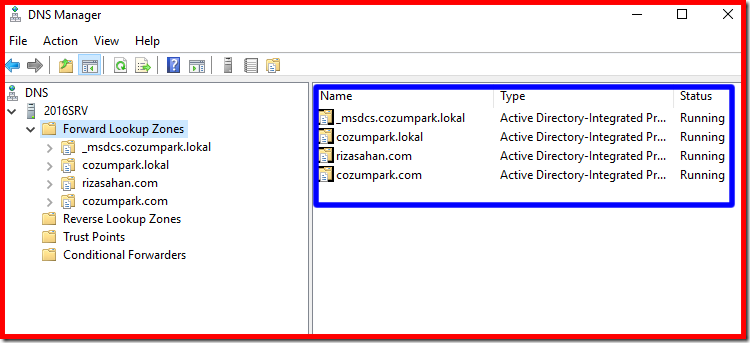 DNS Manager
File Action View Help
DNS
2016SRV
Forward Lookup Zones
_msdcs.cozumpark.lokal
cozumpark.lokal
rizasahan.com
cozumpark.com
Reverse Lookup Zones
Trust Points
Conditional Forwarders
Name Type Status
_msdcs.cozumpark.lokal Active Directory-Integrated Pr... Running
cozumpark.lokal Active Directory-Integrated Pr... Running
rizasahan.com Active Directory-Integrated Pr... Running
cozumpark.com Active Directory-Integrated Pr... Running